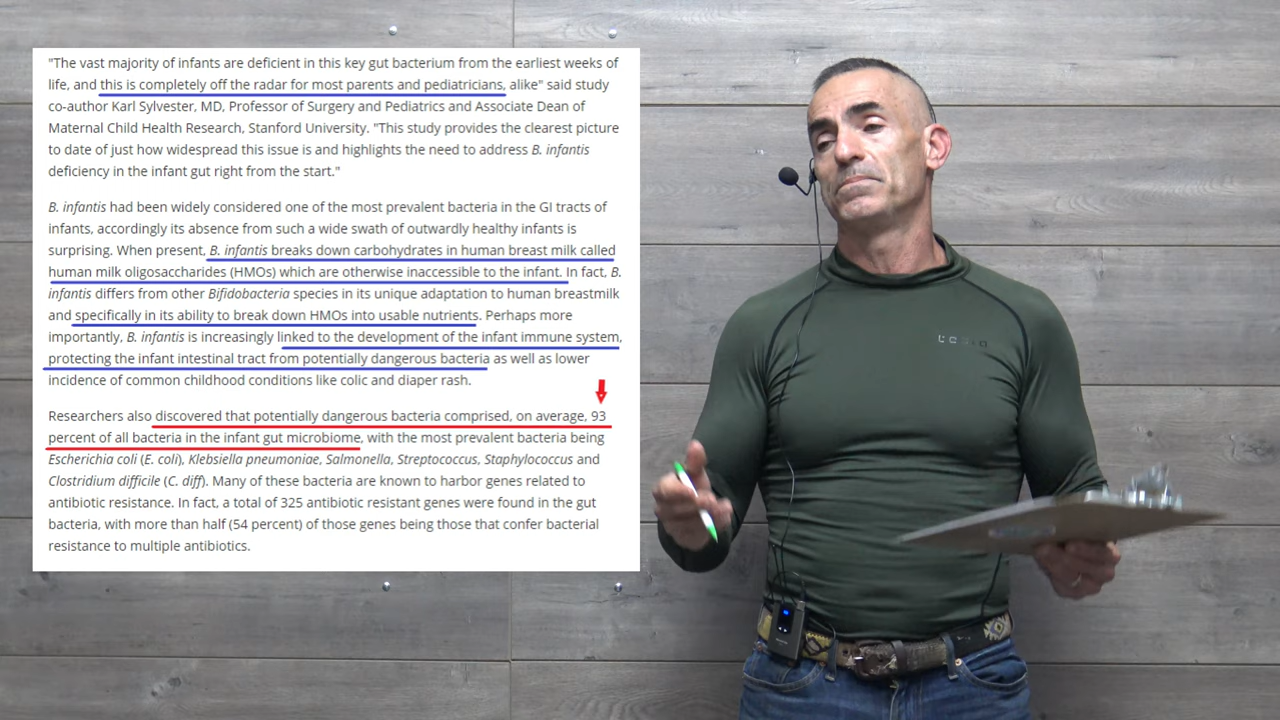 "The vast majority of infants are deficient in this key gut bacterium from the earliest weeks of
life, and this is completely off the radar for most parents and pediatricians, alike" said study
co-author Karl Sylvester, MD, Professor of Surgery and Pediatrics and Associate Dean of
Maternal Child Health Research, Stanford University. "This study provides the clearest picture
to date of just how widespread this issue is and highlights the need to address B. infantis
deficiency in the infant gut right from the start."
B. infantis had been widely considered one of the most prevalent bacteria in the GI tracts of
infants, accordingly its absence from such a wide swath of outwardly healthy infants is
surprising. When present, B. infantis breaks down carbohydrates in human breast milk called
human milk oligosaccharides (HMOs) which are otherwise inaccessible to the infant. In fact, B.
infantis differs from other Bifidobacteria species in its unique adaptation to human breastmilk
and specifically in its ability to break down HMOs into usable nutrients. Perhaps more
importantly, B. infantis is increasingly linked to the development of the infant immune system,
protecting the infant intestinal tract from potentially dangerous bacteria as well as lower
incidence of common childhood conditions like colic and diaper rash.
Researchers also discovered that potentially dangerous bacteria comprised, on average, 93
percent of all bacteria in the infant gut microbiome, with the most prevalent bacteria being
Escherichia coli (E. coli), Klebsiella pneumoniae, Salmonella, Streptococcus, Staphylococcus and
Clostridium difficile (C. diff). Many of these bacteria are known to harbor genes related to
antibiotic resistance. In fact, a total of 325 antibiotic resistant genes were found in the gut
bacteria, with more than half (54 percent) of those genes being those that confer bacterial
resistance to multiple antibiotics.